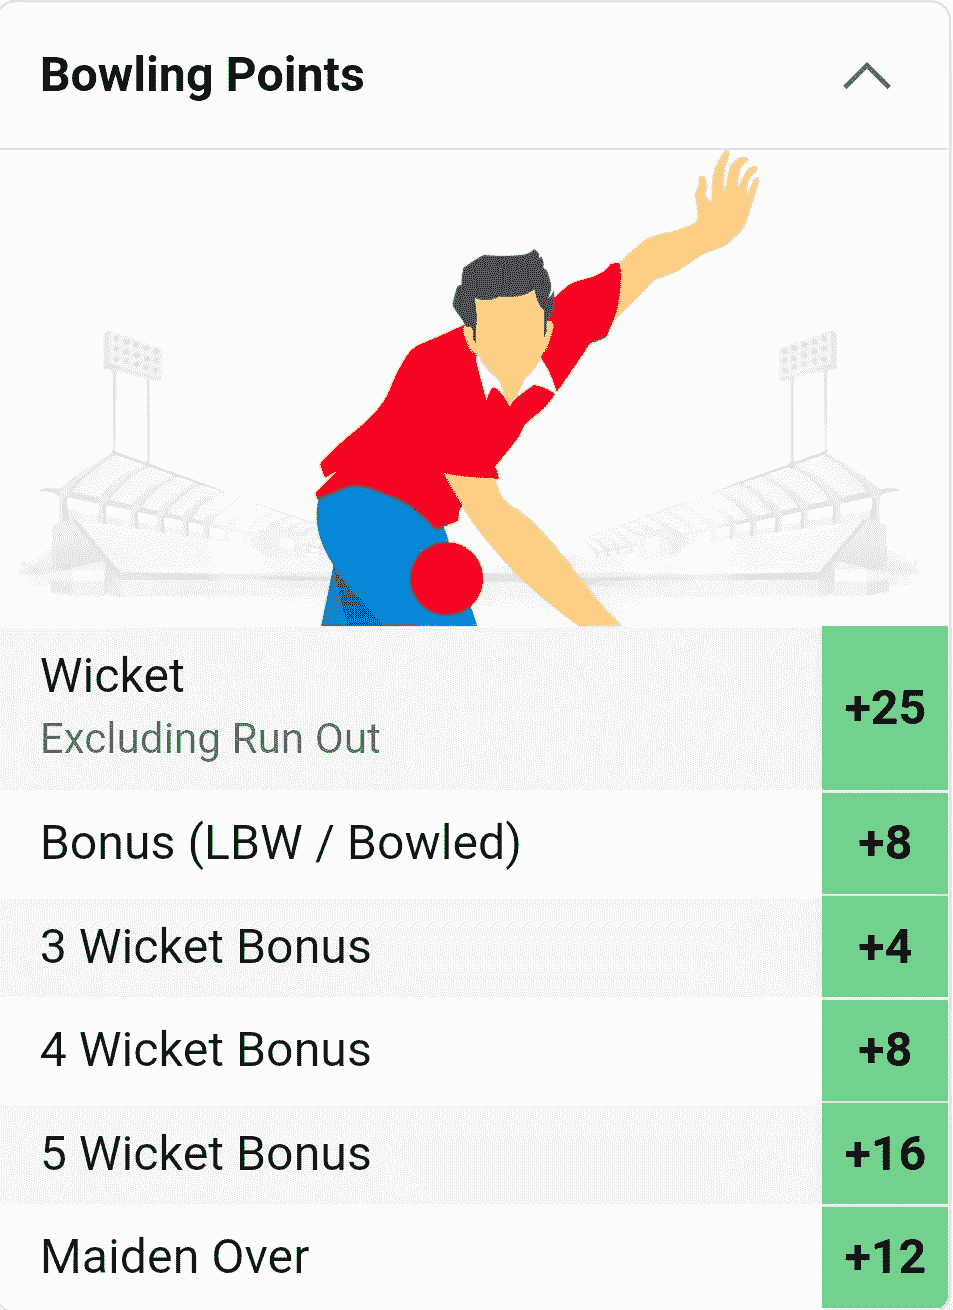 Bowling Points
Wicket
Excluding Run Out
+25
Bonus (LBW / Bowled)
+8
3 Wicket Bonus
+4
4 Wicket Bonus
+8
5 Wicket Bonus
+16
Maiden Over
+12